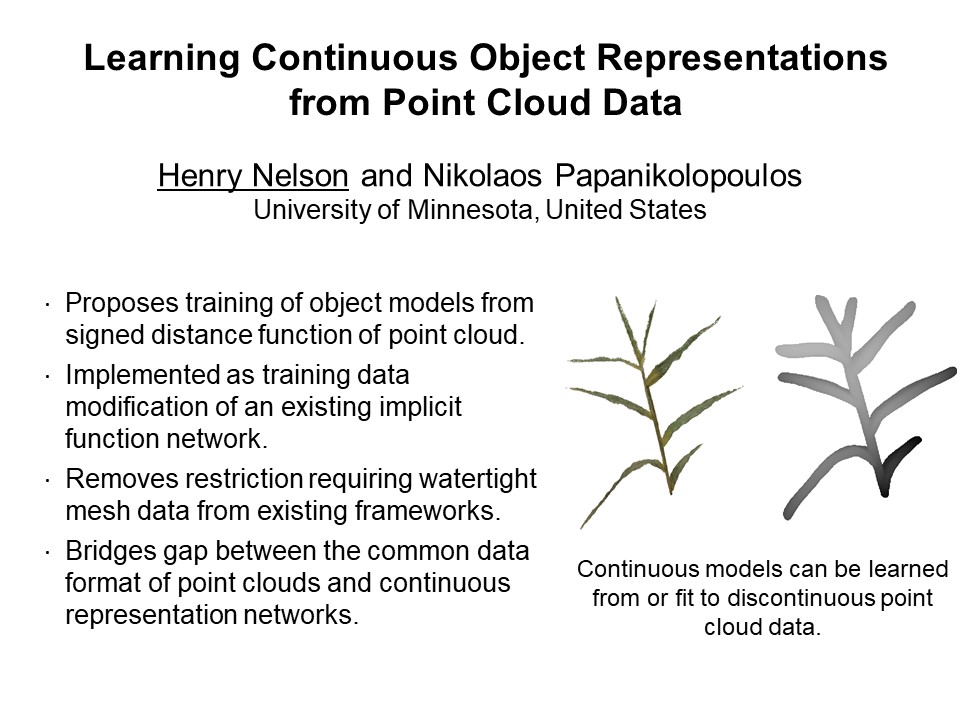 Learning Continuous Object Representations
from Point Cloud Data
Henry Nelson and Nikolaos Papanikolopoulos
University of Minnesota, United States
· Proposes training of object models from
signed distance function of point cloud.
· Implemented as training data
modification of an existing implicit
function network.
· Removes restriction requiring watertight
mesh data from existing frameworks.
· Bridges gap between the common data
format of point clouds and continuous
representation networks.
Continuous models can be learned
from or fit to discontinuous point
cloud data.